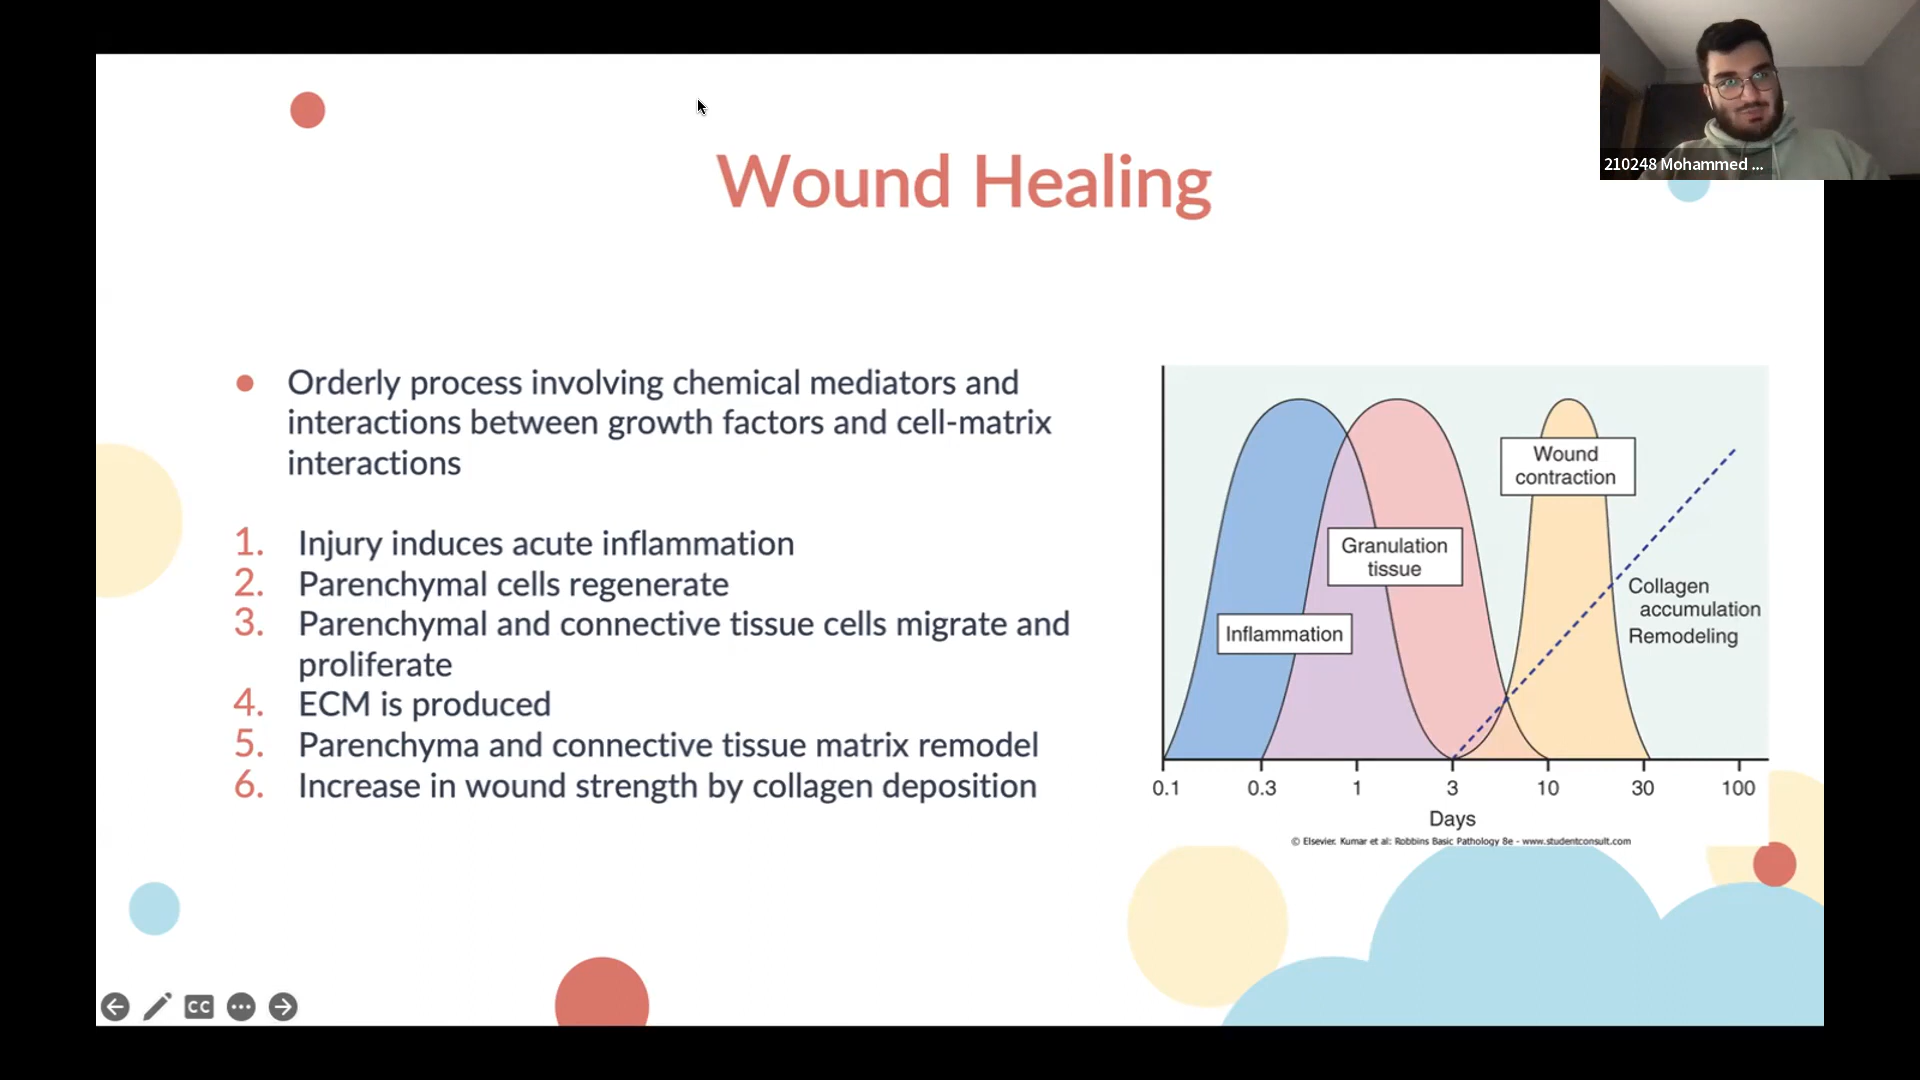 210248 Mohammed ...
Wound Healing
Orderly process involving chemical mediators and
interactions between growth factors and cell-matrix
interactions
1. Injury induces acute inflammation
2. Parenchymal cells regenerate
3. Parenchymal and connective tissue cells migrate and
proliferate
4. ECM is produced
5. Parenchyma and connective tissue matrix remodel
6. Increase in wound strength by collagen deposition
Wound
contraction
Granulation
tissue
Inflammation
Collagen
accumulation
Remodeling
0.1 0.3 1 3 10 30 100
Days
© Elsevier. Kumar et al: Robbins Basic Pathology 8e - www.studentconsult.com
CC